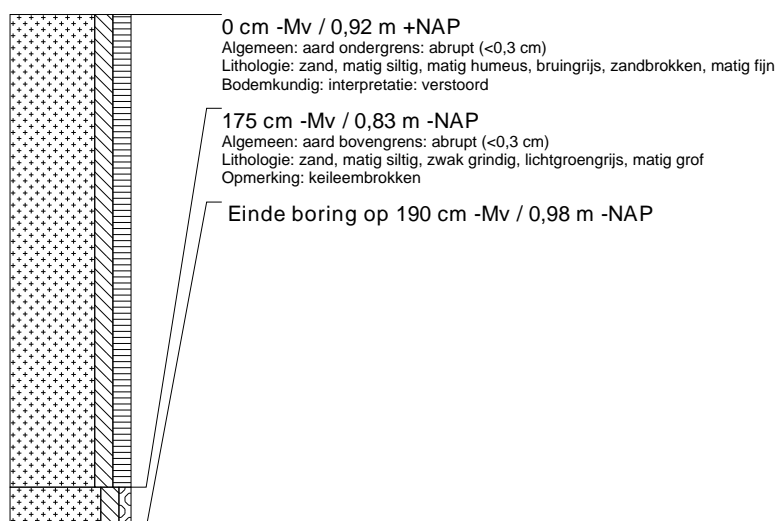 0 cm -Mv / 0,92 m +NAP
Algemeen: aard ondergrens: abrupt (<0,3 cm)
Lithologie: zand, matig siltig, matig humeus, bruingrijs, zandbrokken, matig fijn
Bodemkundig: interpretatie: verstoord
175 cm -Mv / 0,83 m -NAP
Algemeen: aard bovengrens: abrupt (<0,3 cm)
Lithologie: zand, matig siltig, zwak grindig, lichtgroengrijs, matig grof
Opmerking: keileembrokken
Einde boring op 190 cm -Mv / 0,98 m -NAP